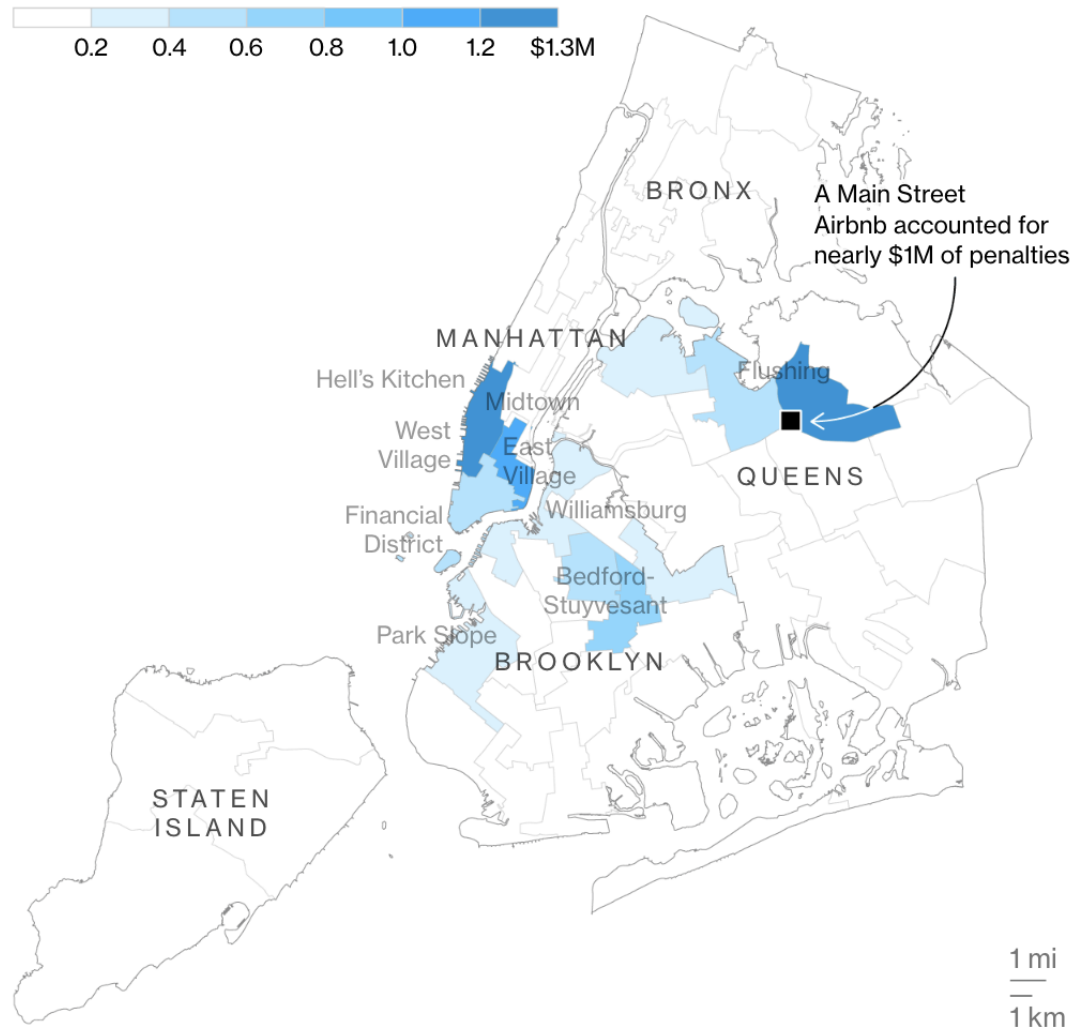 0.2 0.4 0.6 0.8 1.0 1.2 $1.3M
BRONX
A Main Street
Airbnb accounted for
nearly $1M of penalties
MANHATTAN
Hell's Kitchen
Flushing
Midtown
West
Village
East
Village
QUEENS
Financial
District
Williamsburg
Bedford-
Stuyvesant
Park Slope
BROOKLYN
STATEN
ISLAND
1 mi
1 km